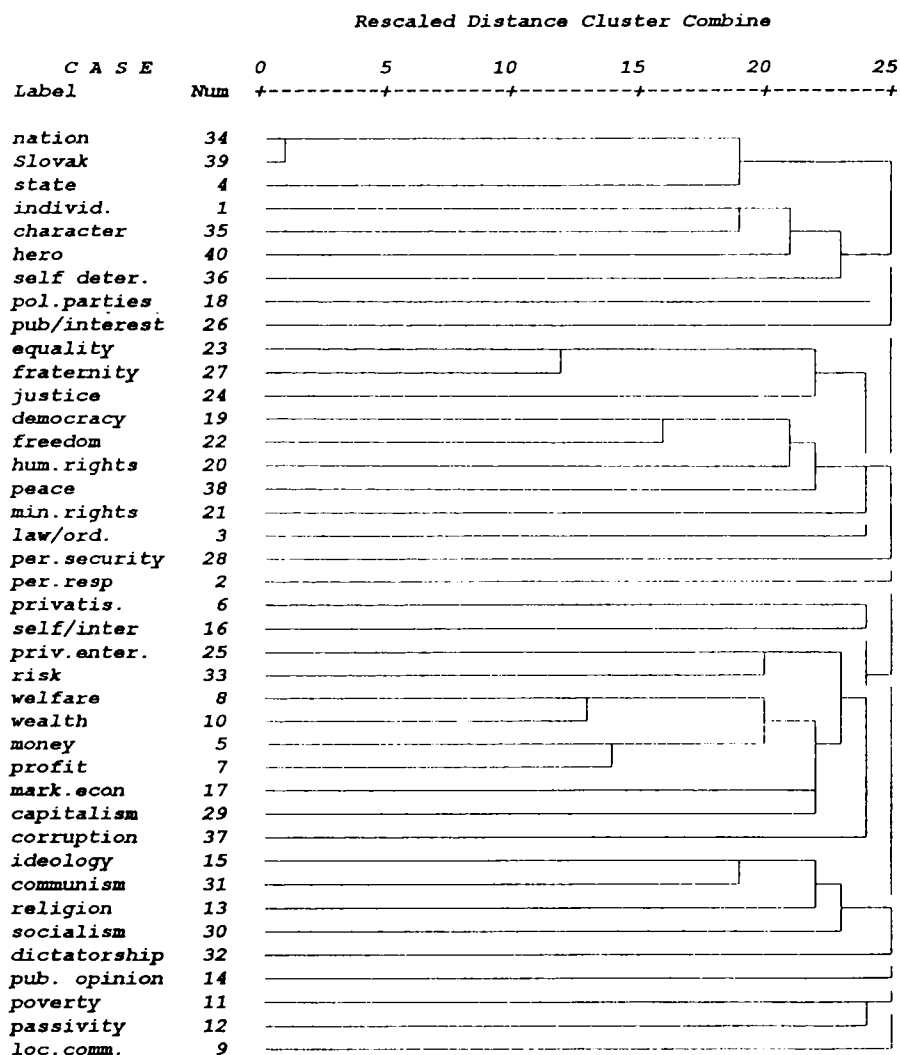 Rescaled Distance Cluster Combine
C A S E 0 5 10 15 20 25
Label Num +---------+---------+---------+---------+---------+
nation 34
Slovak 39
state 4
individ. 1
character 35
hero 40
self deter. 36
pol.parties 18
pub/interest 26
equality 23
fraternity 27
justice 24
democracy 19
freedom 22
hum.rights 20
peace 38
min.rights 21
law/ord. 3
per.security 28
per.resp 2
privatis. 6
self/inter 16
priv.enter. 25
risk 33
welfare 8
wealth 10
money 5
profit 7
mark.econ 17
capitalism 29
corruption 37
ideology 15
communism 31
religion 13
socialism 30
dictatorship 32
pub. opinion 14
poverty 11
passivity 12
loc.comm. 9